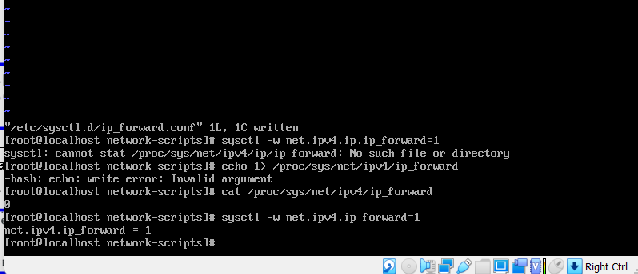 ~
~
~
~
~
~
~
~
"/etc/sysctl.d/ip_forward.conf" 1L, 1C written
[root@localhost network-scripts]# sysctl -w net.ipv4.ip.ip_forward=1
sysctl: cannot stat /proc/sys/net/ipv4/ip/ip_forward: No such file or directory
[root@localhost network-scripts]# echo 1> /proc/sys/net/ipv4/ip_forward
-bash: echo: write error: Invalid argument
[root@localhost network-scripts]# cat /proc/sys/net/ipv4/ip_forward
0
[root@localhost network-scripts]# sysctl -w net.ipv4.ip_forward=1
net.ipv4.ip_forward = 1
[root@localhost network-scripts]#
Right Ctrl